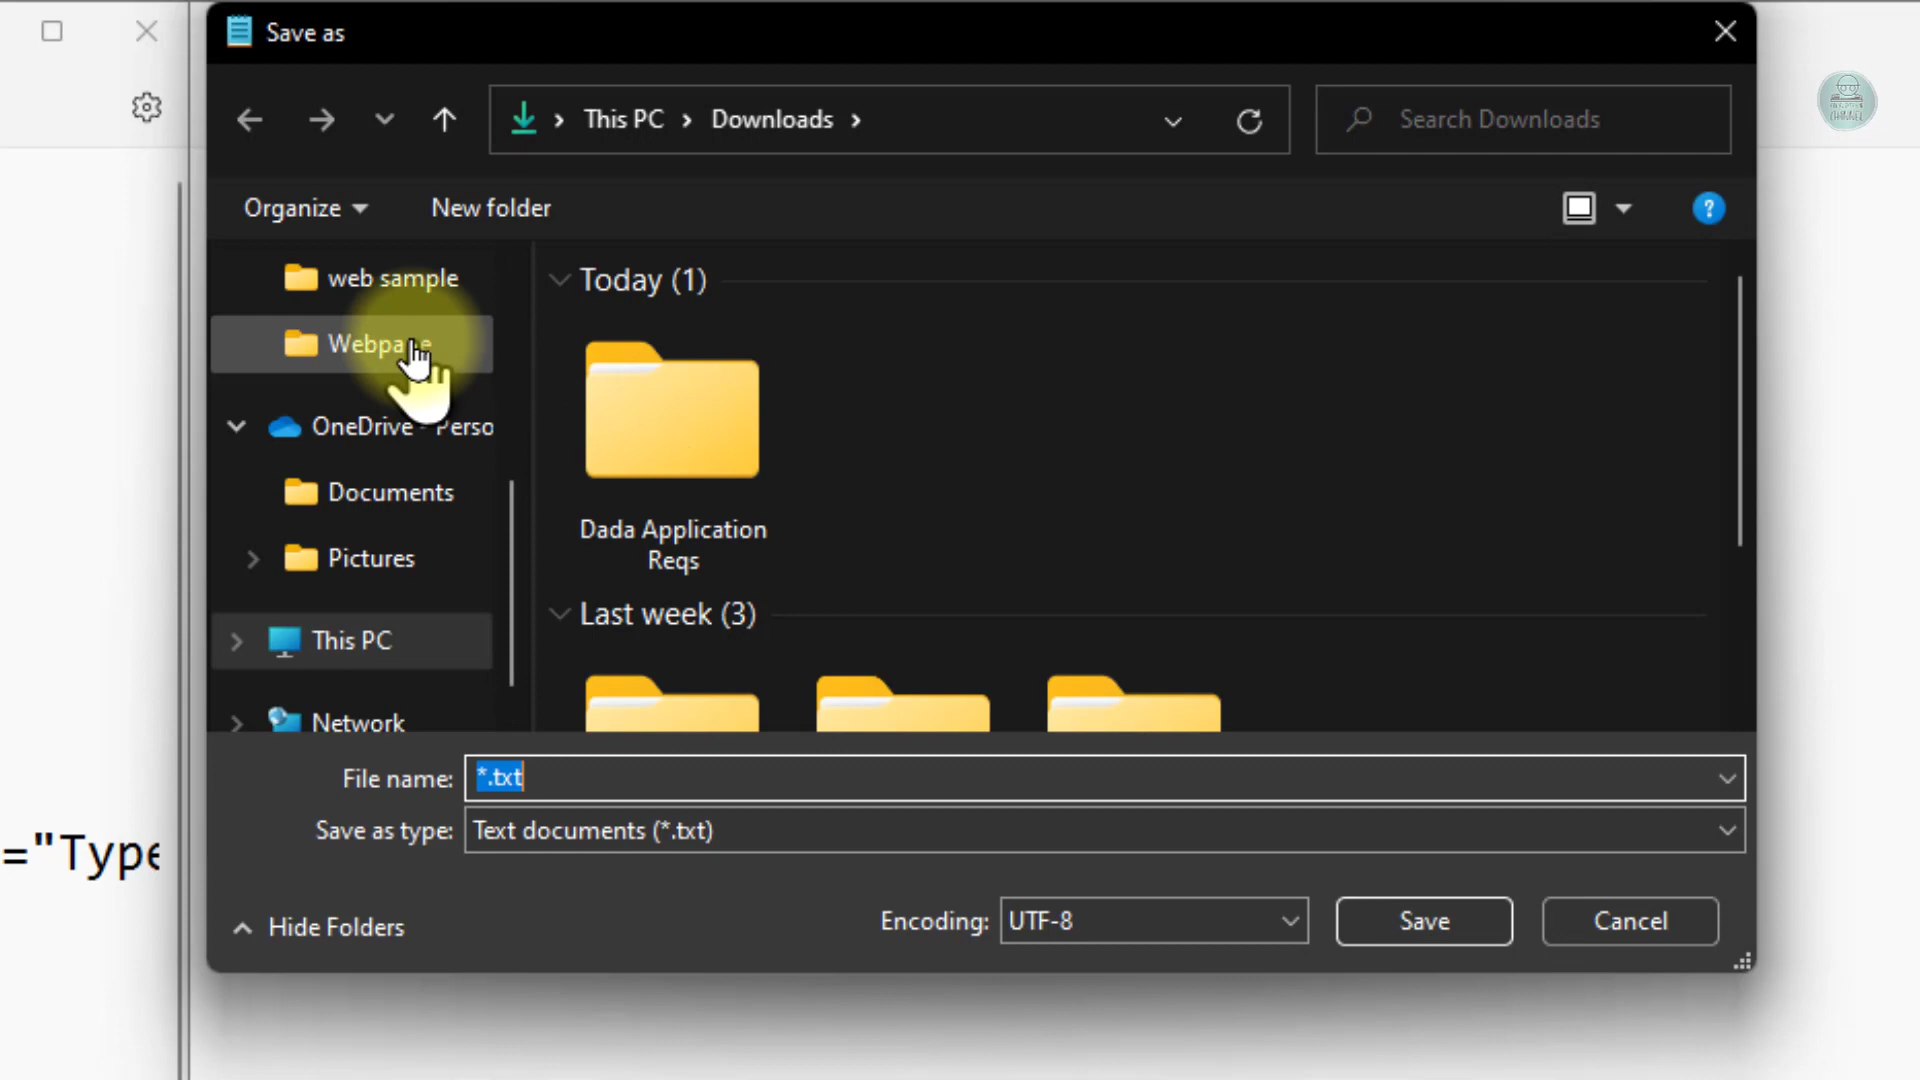 Save as
This PC
Downloads
Search Downloads
Organize
New folder
?
web sample
Webpage
OneDrive - Perso
Documents
Pictures
This PC
Network
Today (1)
Dada Application
Reqs
Last week (3)
="Type
File name:
*.txt
Save as type:
Text documents (*.txt)
Hide Folders
Encoding:
UTF-8
Save
Cancel